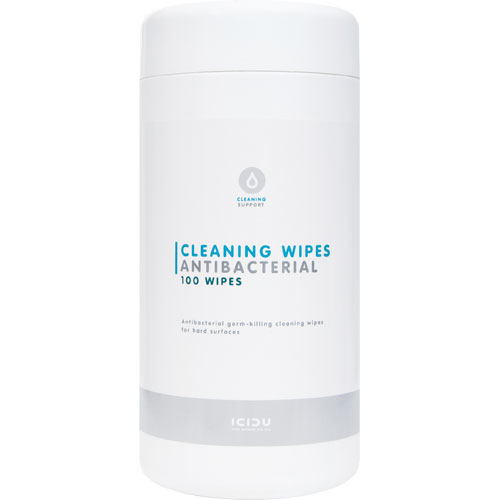 CLEANING
SUPPORT
CLEANING WIPES
ANTIBACTERIAL
100 WIPES
Antibacterial germ-killing cleaning wipes
for hard surfaces
ICIDU